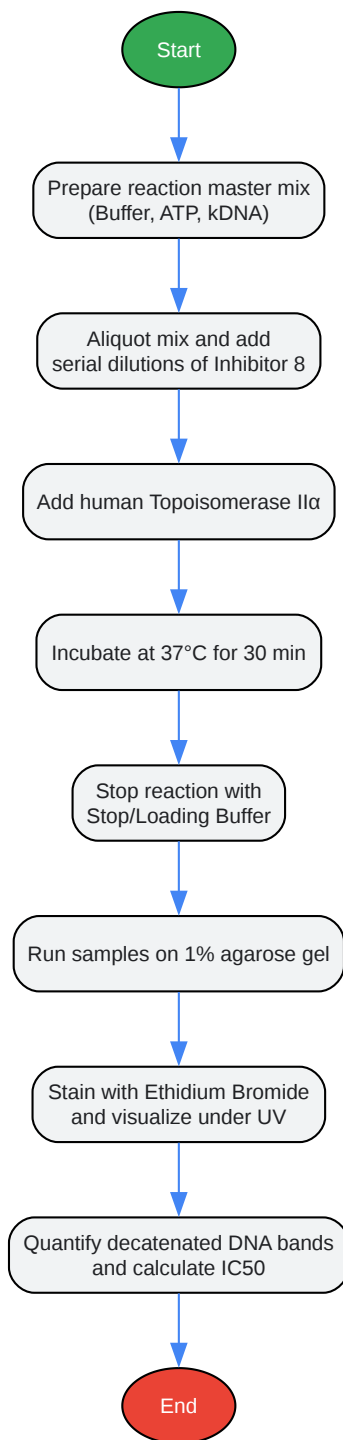 Start
Prepare reaction master mix
(Buffer, ATP, kDNA)
Aliquot mix and add
serial dilutions of Inhibitor 8
Add human Topoisomerase IIα
Incubate at 37°C for 30 min
Stop reaction with
Stop/Loading Buffer
Run samples on 1% agarose gel
Stain with Ethidium Bromide
and visualize under UV
Quantify decatenated DNA bands
and calculate IC50
End